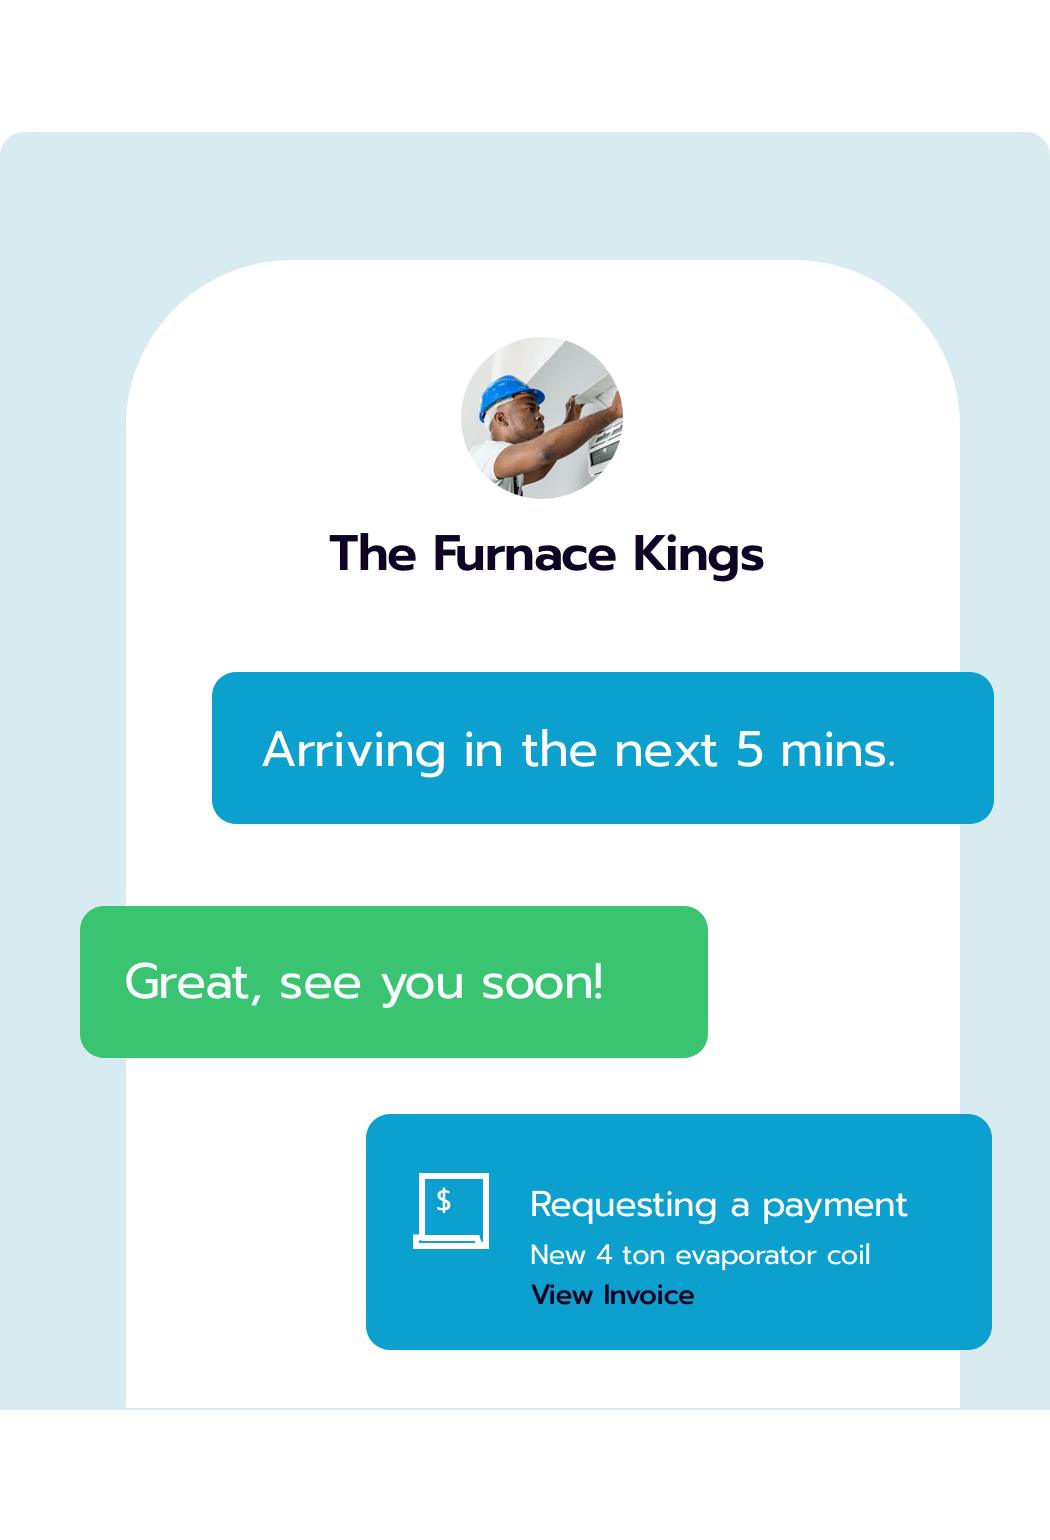 The Furnace Kings
Arriving in the next 5 mins.
Great, see you soon!
$
Requesting a payment
New 4 ton evaporator coil
View Invoice